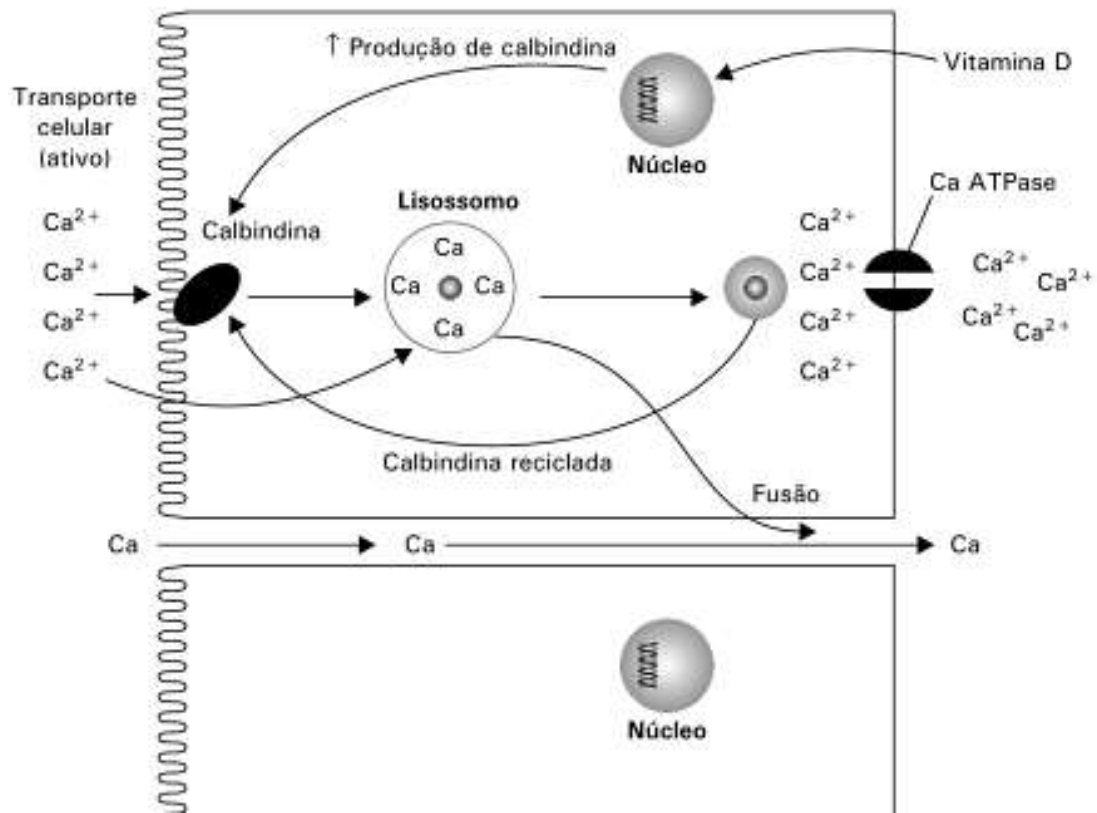 ↑ Produção de calbindina
Vitamina D
Transporte
celular
(ativo)
Núcleo
Ca ATPase
Lisossomo
Calbindina
Ca²⁺
Ca²⁺
Ca²⁺
Ca²⁺
Ca
Ca
Ca
Ca
Ca²⁺
Ca²⁺
Ca²⁺
Ca²⁺
Ca²⁺
Ca²⁺
Ca²⁺
Ca²⁺
Calbindina reciclada
Fusão
Ca
Ca
Ca
Núcleo